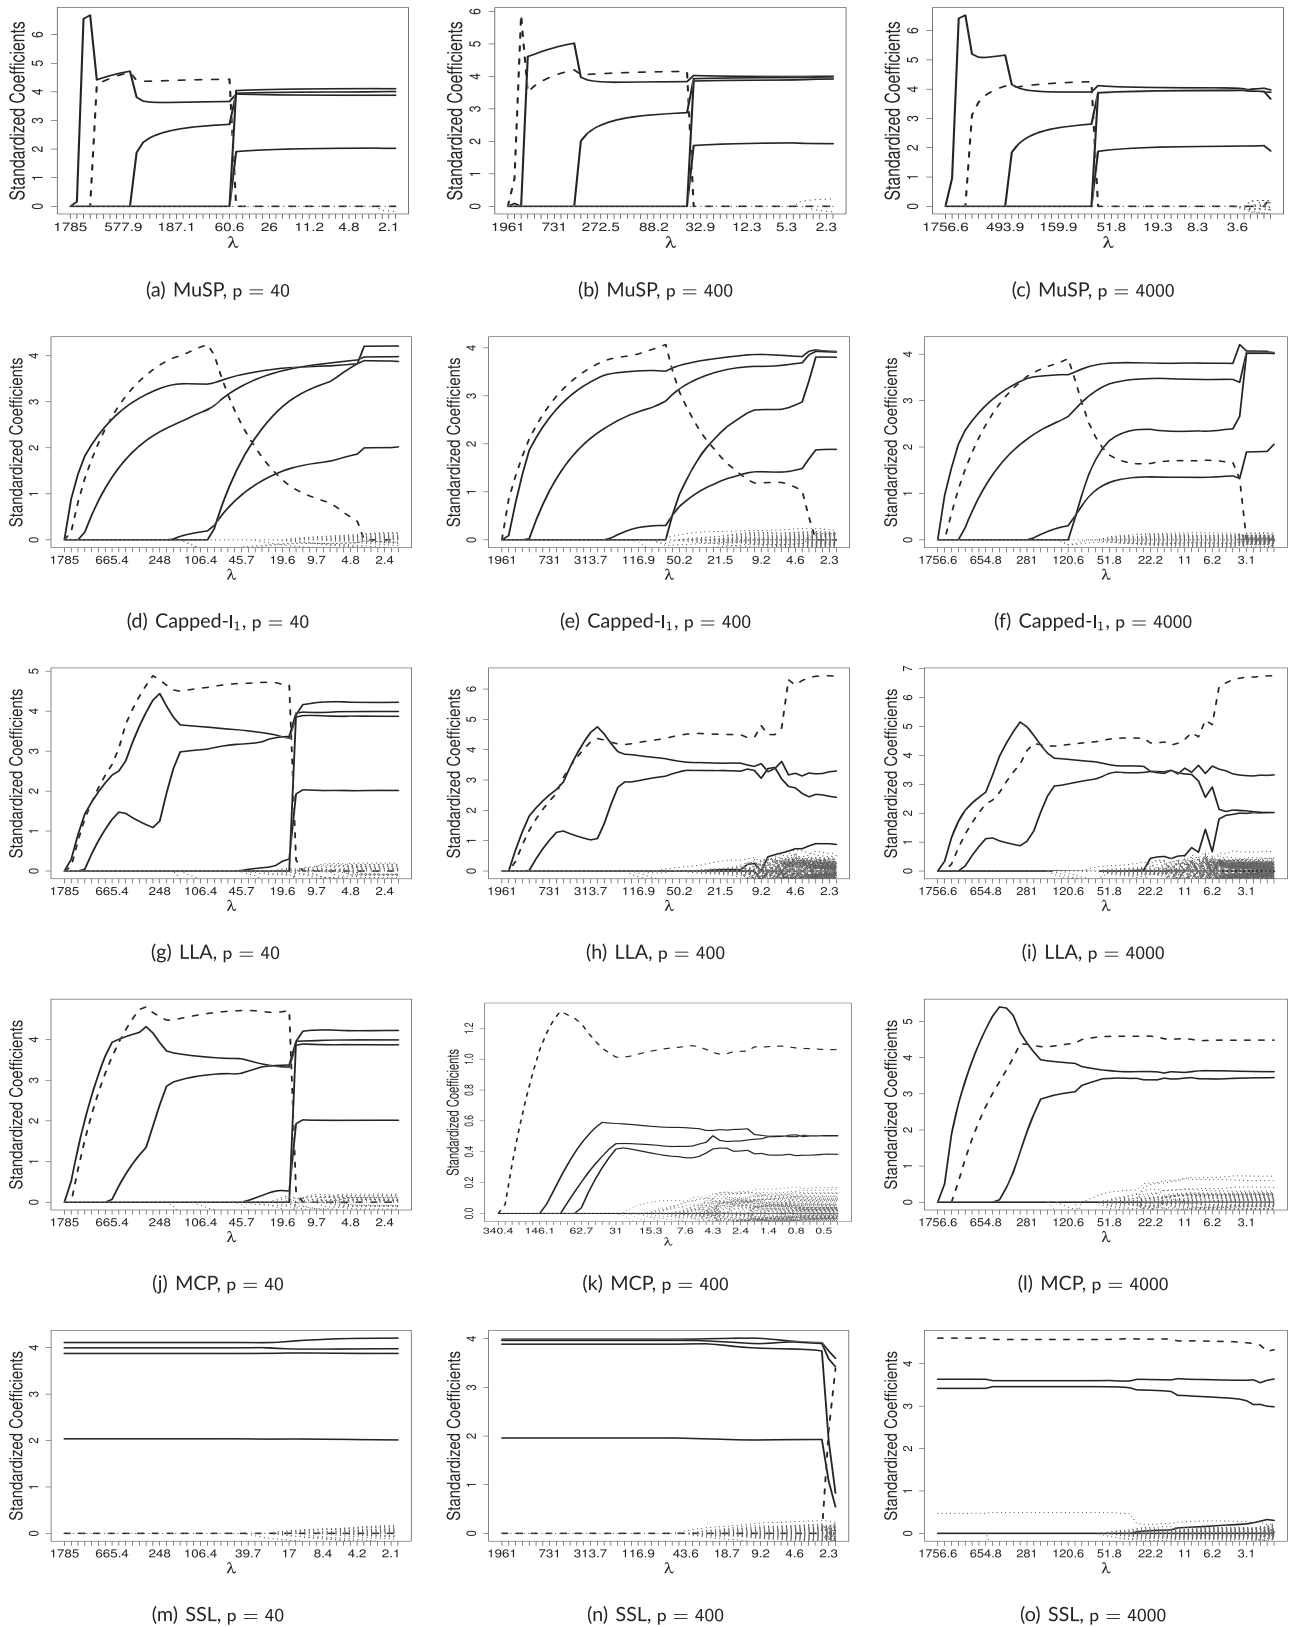 Standardized Coefficients
0 1 2 3 4 5 6
1785 577.9 187.1 60.6 26 11.2 4.8 2.1
λ
(a) MuSP, p = 40
Standardized Coefficients
0 1 2 3 4 5 6
1961 731 272.5 88.2 32.9 12.3 5.3 2.3
λ
(b) MuSP, p = 400
Standardized Coefficients
0 1 2 3 4 5 6
1756.6 493.9 159.9 51.8 19.3 8.3 3.6
λ
(c) MuSP, p = 4000
Standardized Coefficients
0 1 2 3 4
1785 665.4 248 106.4 45.7 19.6 9.7 4.8 2.4
λ
(d) Capped-l₁, p = 40
Standardized Coefficients
0 1 2 3 4
1961 731 313.7 116.9 50.2 21.5 9.2 4.6 2.3
λ
(e) Capped-l₁, p = 400
Standardized Coefficients
0 1 2 3 4
1756.6 654.8 281 120.6 51.8 22.2 11 6.2 3.1
λ
(f) Capped-l₁, p = 4000
Standardized Coefficients
0 1 2 3 4 5
1785 665.4 248 106.4 45.7 19.6 9.7 4.8 2.4
λ
(g) LLA, p = 40
Standardized Coefficients
0 1 2 3 4 5 6
1961 731 313.7 116.9 50.2 21.5 9.2 4.6 2.3
λ
(h) LLA, p = 400
Standardized Coefficients
0 1 2 3 4 5 6 7
1756.6 654.8 281 120.6 51.8 22.2 11 6.2 3.1
λ
(i) LLA, p = 4000
Standardized Coefficients
0 1 2 3 4
1785 665.4 248 106.4 45.7 19.6 9.7 4.8 2.4
λ
(j) MCP, p = 40
Standardized Coefficients
0.0 0.2 0.4 0.6 0.8 1.0 1.2
340.4 146.1 62.7 31 15.3 7.6 4.3 2.4 1.4 0.8 0.5
λ
(k) MCP, p = 400
Standardized Coefficients
0 1 2 3 4 5
1756.6 654.8 281 120.6 51.8 22.2 11 6.2 3.1
λ
(l) MCP, p = 4000
Standardized Coefficients
0 1 2 3 4
1785 665.4 248 106.4 39.7 17 8.4 4.2 2.1
λ
(m) SSL, p = 40
Standardized Coefficients
0 1 2 3 4
1961 731 313.7 116.9 43.6 18.7 9.2 4.6 2.3
λ
(n) SSL, p = 400
Standardized Coefficients
0 1 2 3 4
1756.6 654.8 281 120.6 51.8 22.2 11 6.2 3.1
λ
(o) SSL, p = 4000